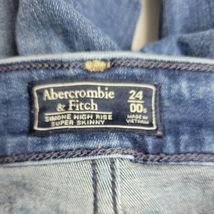 Abercrombie
& Fitch
SIMONE HIGH RISE
SUPER SKINNY
24
00S
MADE IN
VIETNAM